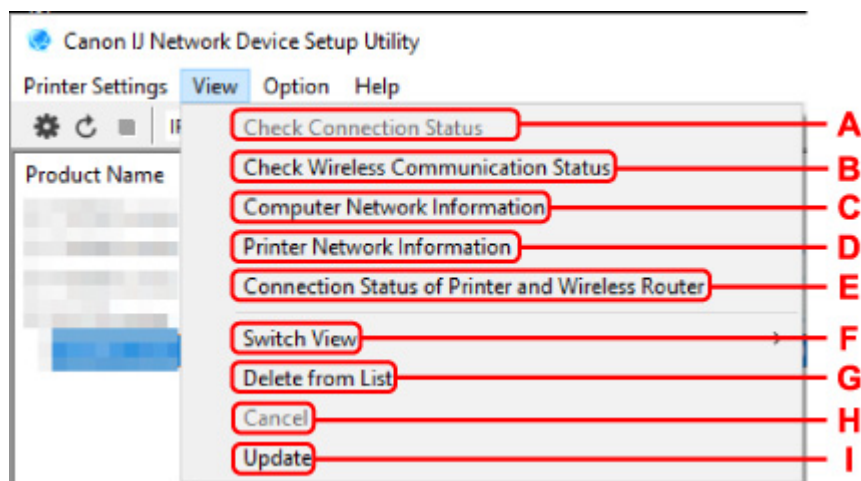 Canon IJ Network Device Setup Utility
Printer Settings View Option Help
Check Connection Status A
Product Name Check Wireless Communication Status B
Computer Network Information C
Printer Network Information D
Connection Status of Printer and Wireless Router E
Switch View > F
Delete from List G
Cancel H
Update I